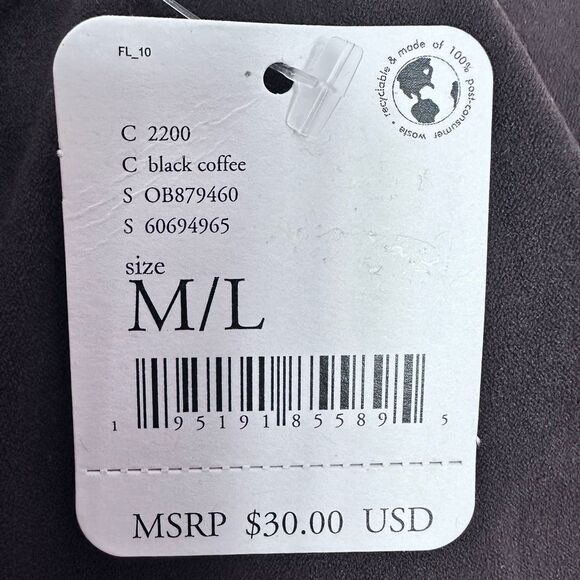 FL_10
recyclable & made of 100% post-consumer waste •
C 2200
C black coffee
S OB879460
S 60694965
size
M/L
1 95191 85589 5
MSRP $30.00 USD